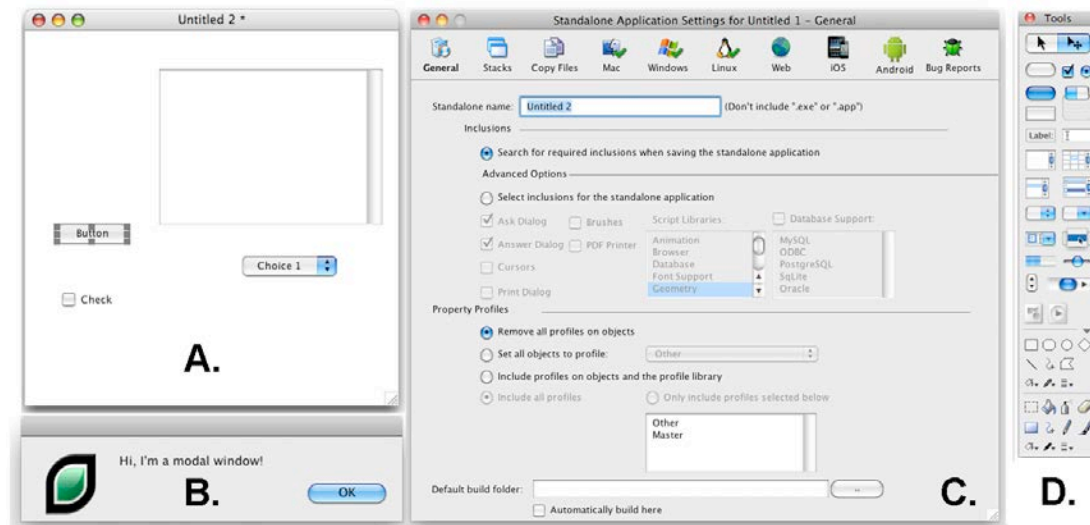 Untitled 2 *
Button
Choice 1
Check
A.
Hi, I'm a modal window!
OK
B.
Standalone Application Settings for Untitled 1 - General
General Stacks Copy Files Mac Windows Linux Web iOS Android Bug Reports
Standalone name: Untitled 2 (Don't include ".exe" or ".app")
Inclusions
Search for required inclusions when saving the standalone application
Advanced Options
Select inclusions for the standalone application
Ask Dialog Brushes Script Libraries: Database Support:
Answer Dialog PDF Printer
Cursors
Print Dialog
Animation
Browser
Database
Font Support
Geometry
MySQL
ODBC
PostgreSQL
SqLite
Oracle
Property Profiles
Remove all profiles on objects
Set all objects to profile: Other
Include profiles on objects and the profile library
Include all profiles Only include profiles selected below
Other
Master
Default build folder: ..
Automatically build here
C.
Tools
Label:
D.